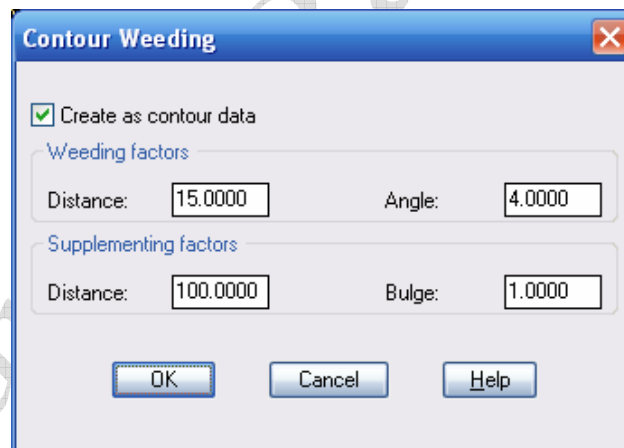 Contour Weeding
Create as contour data
Weeding factors
Distance: 15.0000 Angle: 4.0000
Supplementing factors
Distance: 100.0000 Bulge: 1.0000
OK Cancel Help